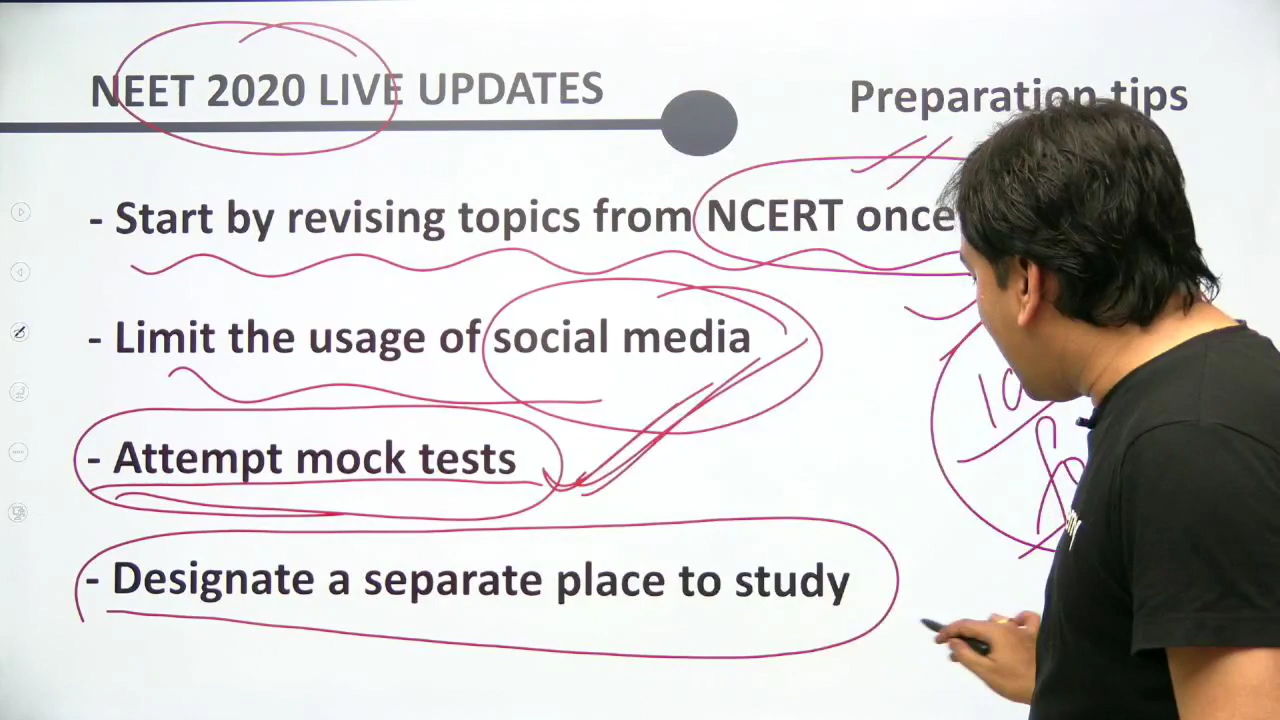 NEET 2020 LIVE UPDATES
Preparation tips
- Start by revising topics from NCERT once
- Limit the usage of social media
- Attempt mock tests
- Designate a separate place to study